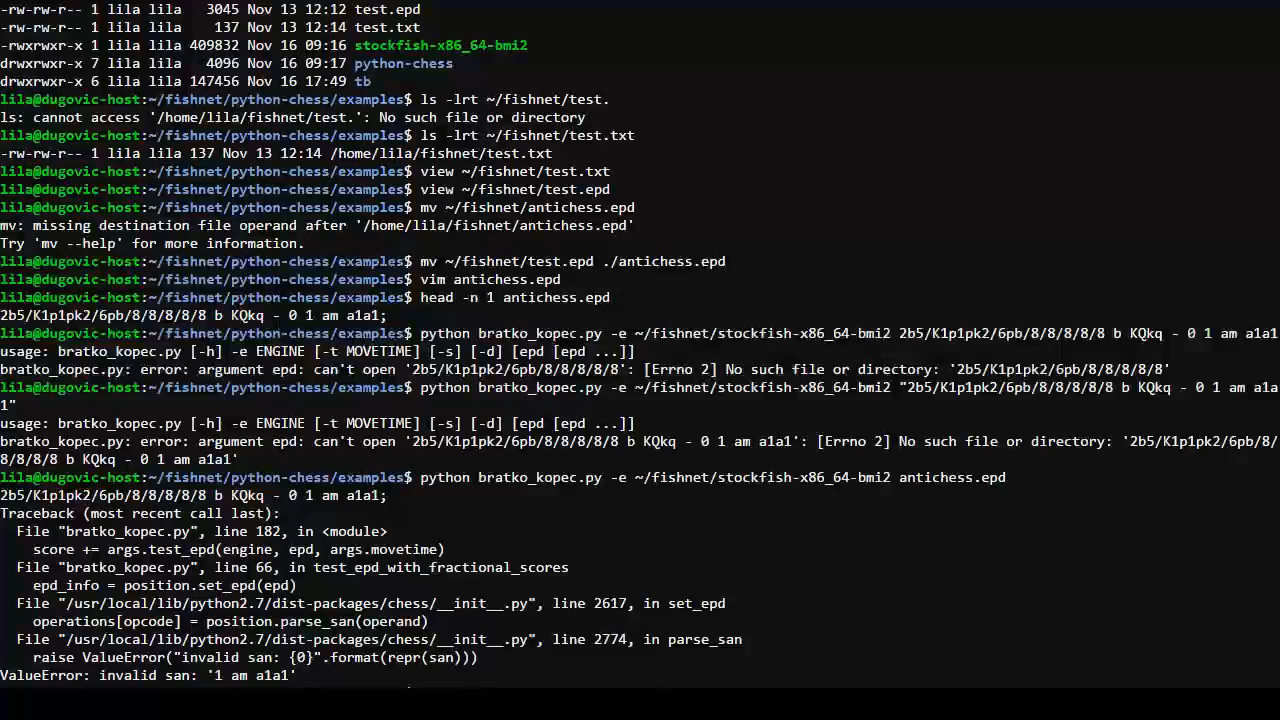 -rw-rw-r-- 1 lila lila   3045 Nov 13 12:12 test.epd
-rw-rw-r-- 1 lila lila    137 Nov 13 12:14 test.txt
-rwxrwxr-x 1 lila lila 409832 Nov 16 09:16 stockfish-x86_64-bmi2
drwxrwxr-x 7 lila lila   4096 Nov 16 09:17 python-chess
drwxrwxr-x 6 lila lila 147456 Nov 16 17:49 tb
lila@dugovic-host:~/fishnet/python-chess/examples$ ls -lrt ~/fishnet/test.
ls: cannot access '/home/lila/fishnet/test.': No such file or directory
lila@dugovic-host:~/fishnet/python-chess/examples$ ls -lrt ~/fishnet/test.txt
-rw-rw-r-- 1 lila lila 137 Nov 13 12:14 /home/lila/fishnet/test.txt
lila@dugovic-host:~/fishnet/python-chess/examples$ view ~/fishnet/test.txt
lila@dugovic-host:~/fishnet/python-chess/examples$ view ~/fishnet/test.epd
lila@dugovic-host:~/fishnet/python-chess/examples$ mv ~/fishnet/antichess.epd
mv: missing destination file operand after '/home/lila/fishnet/antichess.epd'
Try 'mv --help' for more information.
lila@dugovic-host:~/fishnet/python-chess/examples$ mv ~/fishnet/test.epd ./antichess.epd
lila@dugovic-host:~/fishnet/python-chess/examples$ vim antichess.epd
lila@dugovic-host:~/fishnet/python-chess/examples$ head -n 1 antichess.epd
2b5/K1p1pk2/6pb/8/8/8/8/8 b KQkq - 0 1 am a1a1;
lila@dugovic-host:~/fishnet/python-chess/examples$ python bratko_kopec.py -e ~/fishnet/stockfish-x86_64-bmi2 2b5/K1p1pk2/6pb/8/8/8/8/8 b KQkq - 0 1 am a1a1
usage: bratko_kopec.py [-h] -e ENGINE [-t MOVETIME] [-s] [-d] [epd [epd ...]]
bratko_kopec.py: error: argument epd: can't open '2b5/K1p1pk2/6pb/8/8/8/8/8': [Errno 2] No such file or directory: '2b5/K1p1pk2/6pb/8/8/8/8/8'
lila@dugovic-host:~/fishnet/python-chess/examples$ python bratko_kopec.py -e ~/fishnet/stockfish-x86_64-bmi2 "2b5/K1p1pk2/6pb/8/8/8/8/8 b KQkq - 0 1 am a1a
1"
usage: bratko_kopec.py [-h] -e ENGINE [-t MOVETIME] [-s] [-d] [epd [epd ...]]
bratko_kopec.py: error: argument epd: can't open '2b5/K1p1pk2/6pb/8/8/8/8/8 b KQkq - 0 1 am a1a1': [Errno 2] No such file or directory: '2b5/K1p1pk2/6pb/8/
8/8/8/8 b KQkq - 0 1 am a1a1'
lila@dugovic-host:~/fishnet/python-chess/examples$ python bratko_kopec.py -e ~/fishnet/stockfish-x86_64-bmi2 antichess.epd
2b5/K1p1pk2/6pb/8/8/8/8/8 b KQkq - 0 1 am a1a1;
Traceback (most recent call last):
  File "bratko_kopec.py", line 182, in <module>
    score += args.test_epd(engine, epd, args.movetime)
  File "bratko_kopec.py", line 66, in test_epd_with_fractional_scores
    epd_info = position.set_epd(epd)
  File "/usr/local/lib/python2.7/dist-packages/chess/__init__.py", line 2617, in set_epd
    operations[opcode] = position.parse_san(operand)
  File "/usr/local/lib/python2.7/dist-packages/chess/__init__.py", line 2774, in parse_san
    raise ValueError("invalid san: {0}".format(repr(san)))
ValueError: invalid san: '1 am a1a1'